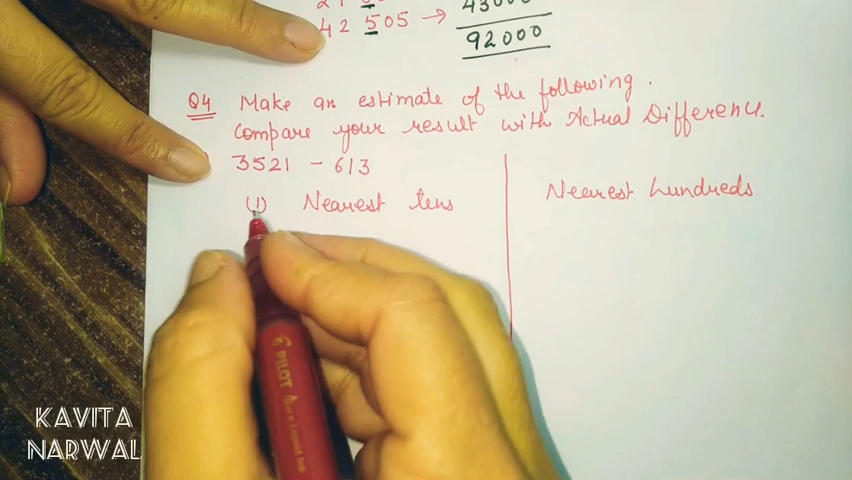 43000
42 505 → 92000
Q4 Make an estimate of the following.
Compare your result with Actual Difference.
3521 - 613
(1) Nearest tens
Nearest hundreds
PILOT
KAVITA
NARWAL